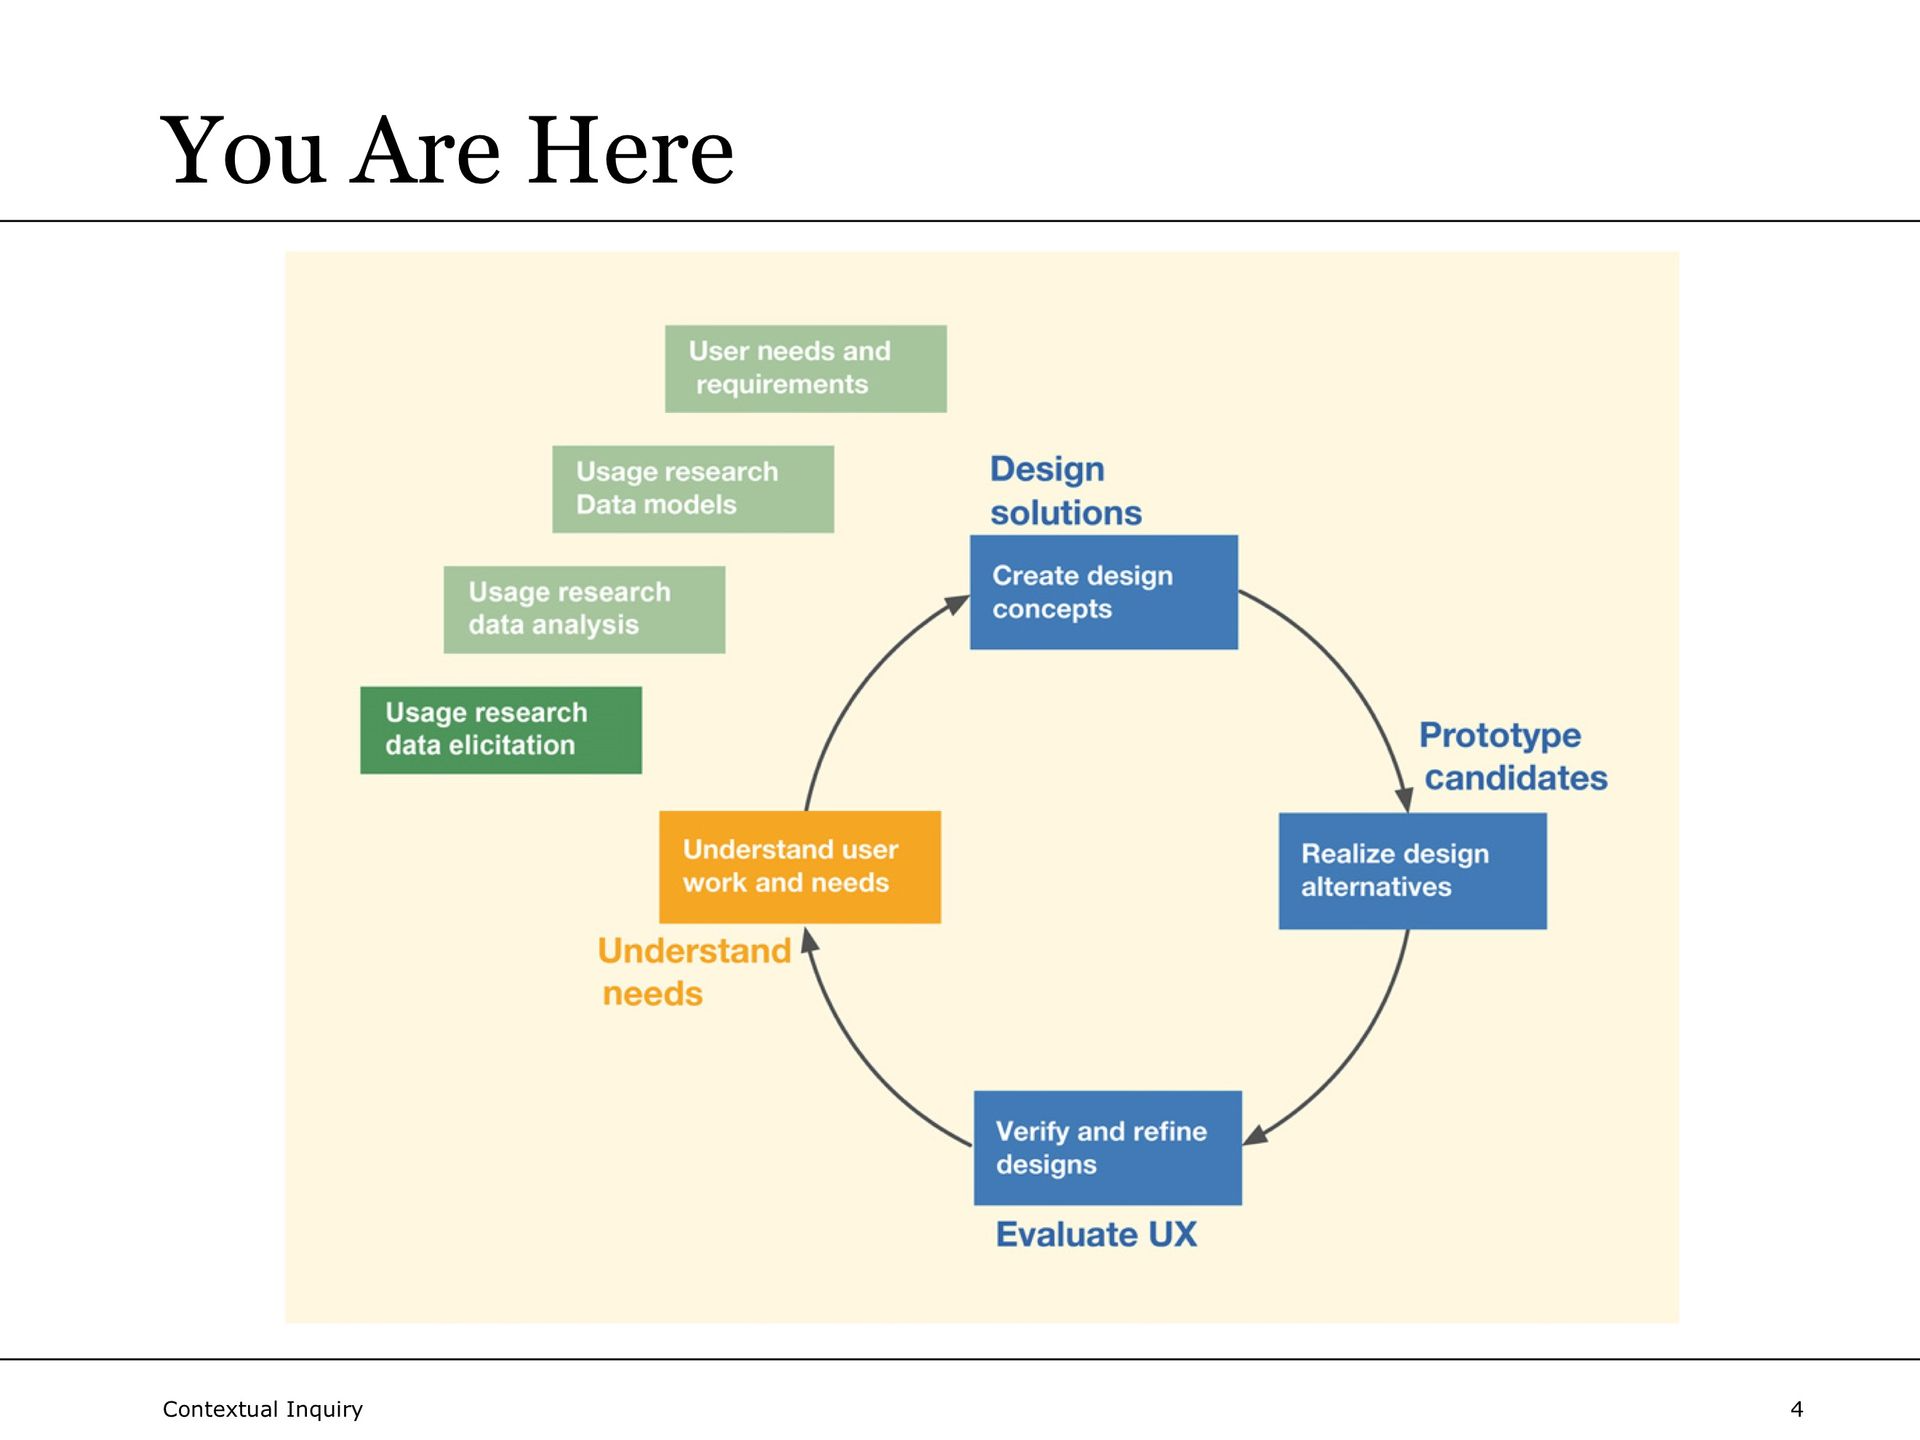 You Are Here
User needs and
requirements
Usage research
Data models
Usage research
data analysis
Usage research
data elicitation
Design
solutions
Create design
concepts
Prototype
candidates
Realize design
alternatives
Understand user
work and needs
Understand
needs
Verify and refine
designs
Evaluate UX
Contextual Inquiry
4